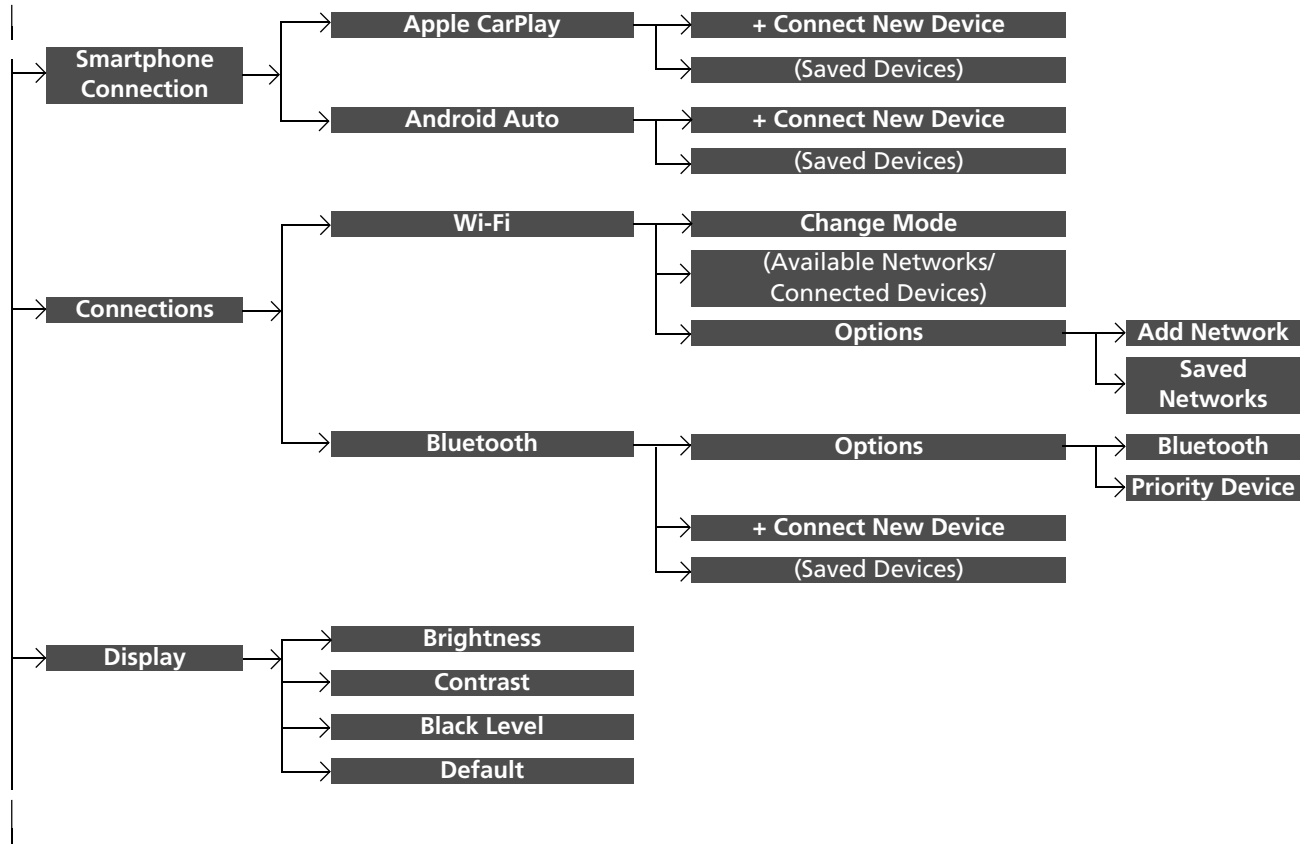 Smartphone
Connection
Apple CarPlay
+ Connect New Device
(Saved Devices)
Android Auto
+ Connect New Device
(Saved Devices)
Connections
Wi-Fi
Change Mode
(Available Networks/
Connected Devices)
Options
Add Network
Saved
Networks
Bluetooth
Options
Bluetooth
Priority Device
+ Connect New Device
(Saved Devices)
Display
Brightness
Contrast
Black Level
Default